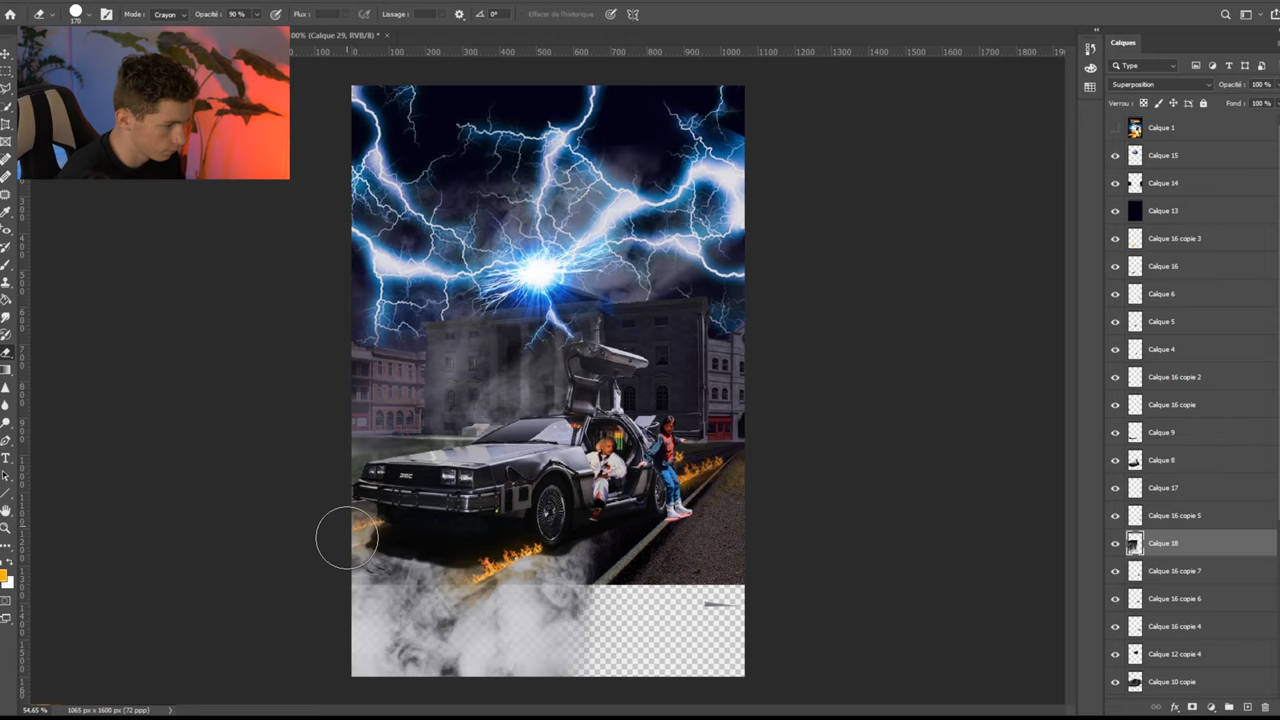 170
Mode : Crayon
Opacité : 90 %
Flux :
Lissage :
0°
Effacer de l'historique
00% (Calque 29, RVB/8) * ×
100 0 100 200 300 400 500 600 700 800 900 1000 1100 1200 1300 1400 1500 1600 1700 1800
Calques
Type
Superposition
Opacité : 100 %
Verrou :
Fond : 100 %
Calque 1
Calque 15
Calque 14
Calque 13
Calque 16 copie 3
Calque 16
Calque 6
Calque 5
Calque 4
Calque 16 copie 2
Calque 16 copie
Calque 9
Calque 8
Calque 17
Calque 16 copie 5
Calque 18
Calque 16 copie 7
Calque 16 copie 6
Calque 16 copie 4
Calque 12 copie 4
Calque 10 copie
54,65 %
1065 px x 1600 px (72 ppp)